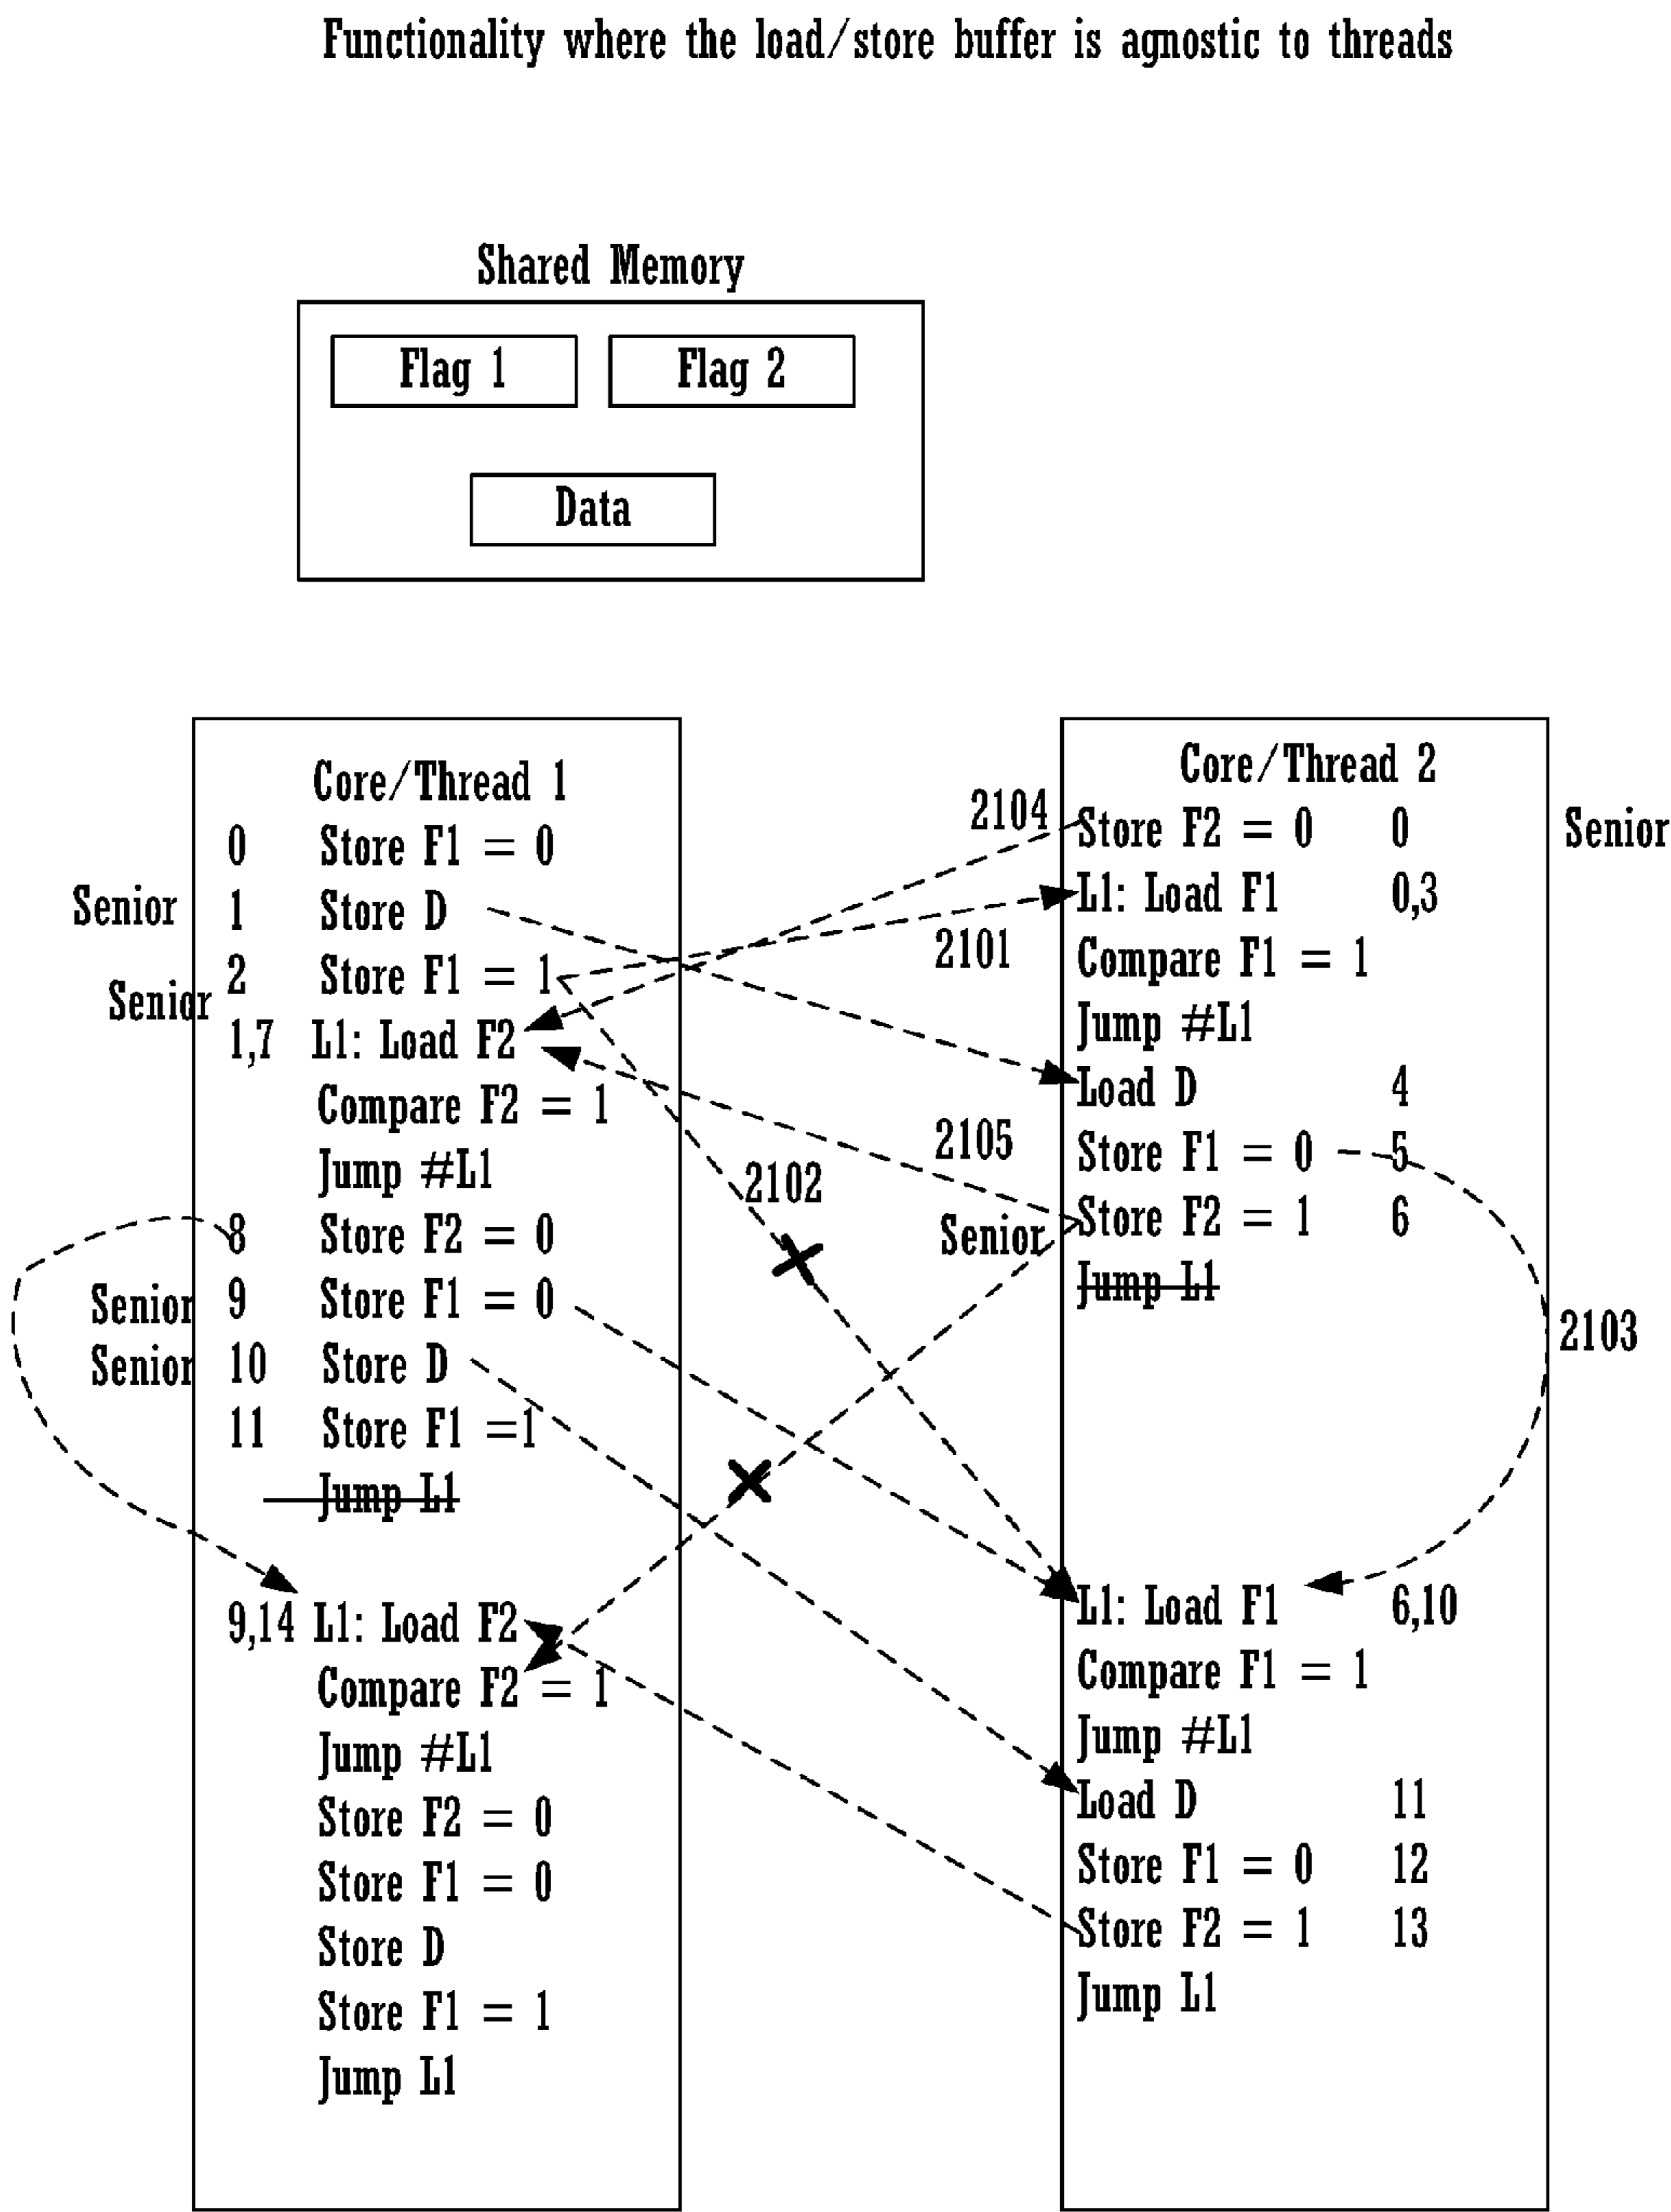 Functionality where the load/store buffer is agnostic to threads
Shared Memory
Flag 1
Flag 2
Data
Core/Thread 1
0 Store F1 = 0
Senior 1 Store D
Senior 2 Store F1 = 1
1,7 L1: Load F2
Compare F2 = 1
Jump #L1
8 Store F2 = 0
Senior 9 Store F1 = 0
Senior 10 Store D
11 Store F1 =1
Jump L1
9,14 L1: Load F2
Compare F2 = 1
Jump #L1
Store F2 = 0
Store F1 = 0
Store D
Store F1 = 1
Jump L1
2104
2101
2105
2102
Core/Thread 2
Store F2 = 0 0 Senior
L1: Load F1 0,3
Compare F1 = 1
Jump #L1
Load D 4
Store F1 = 0 5
Senior Store F2 = 1 6
Jump L1
2103
L1: Load F1 6,10
Compare F1 = 1
Jump #L1
Load D 11
Store F1 = 0 12
Store F2 = 1 13
Jump L1